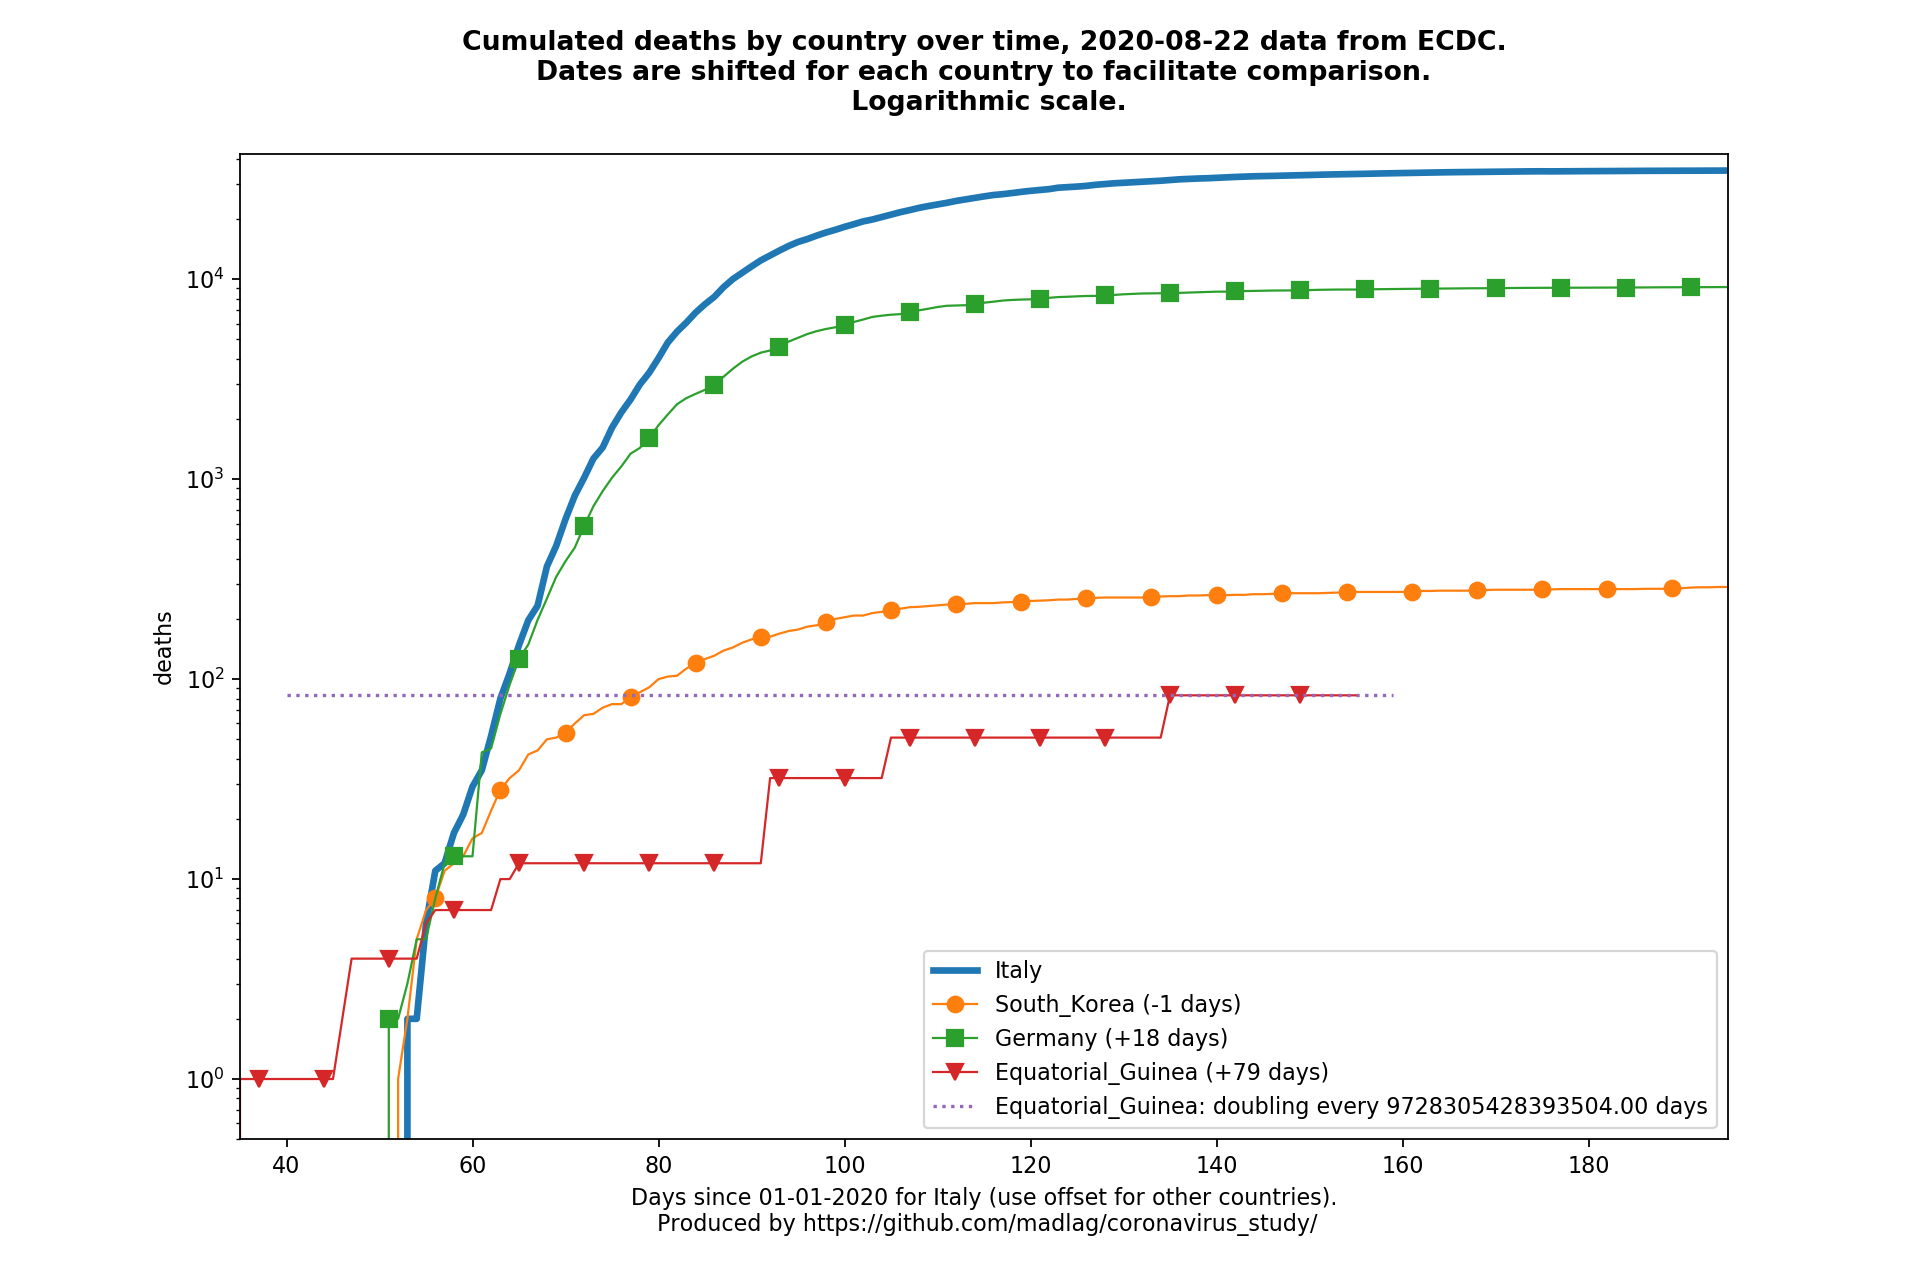 Cumulated deaths by country over time, 2020-08-22 data from ECDC.
Dates are shifted for each country to facilitate comparison.
Logarithmic scale.
10^4
10^3
10^2
10^1
10^0
deaths
Italy
South_Korea (-1 days)
Germany (+18 days)
Equatorial_Guinea (+79 days)
Equatorial_Guinea: doubling every 9728305428393504.00 days
40 60 80 100 120 140 160 180
Days since 01-01-2020 for Italy (use offset for other countries).
Produced by https://github.com/madlag/coronavirus_study/